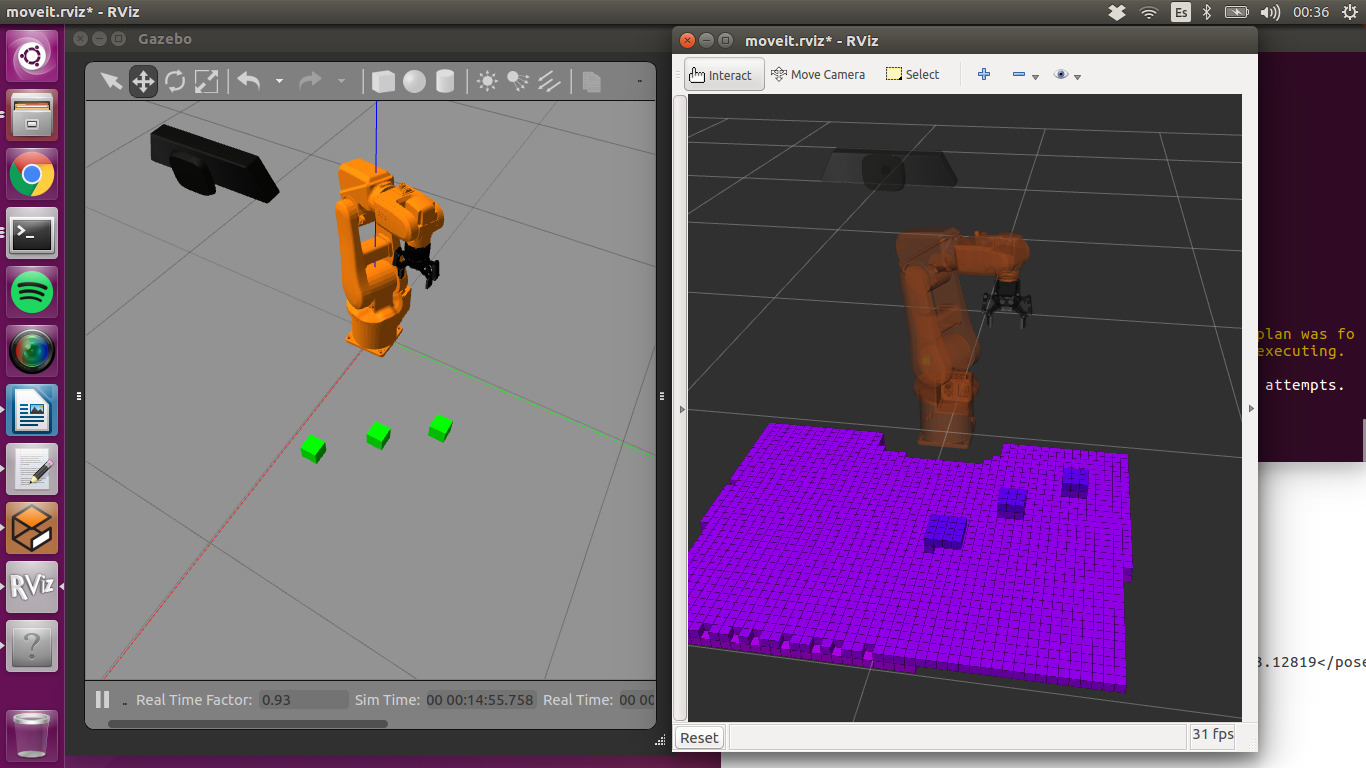 moveit.rviz* - RViz
Es
00:36
Gazebo
Real Time Factor: 0.93 Sim Time: 00 00:14:55.758 Real Time: 00 00
moveit.rviz* - RViz
Interact Move Camera Select
Reset
31 fps
plan was fo
executing.
attempts.
.12819</pose
RViz